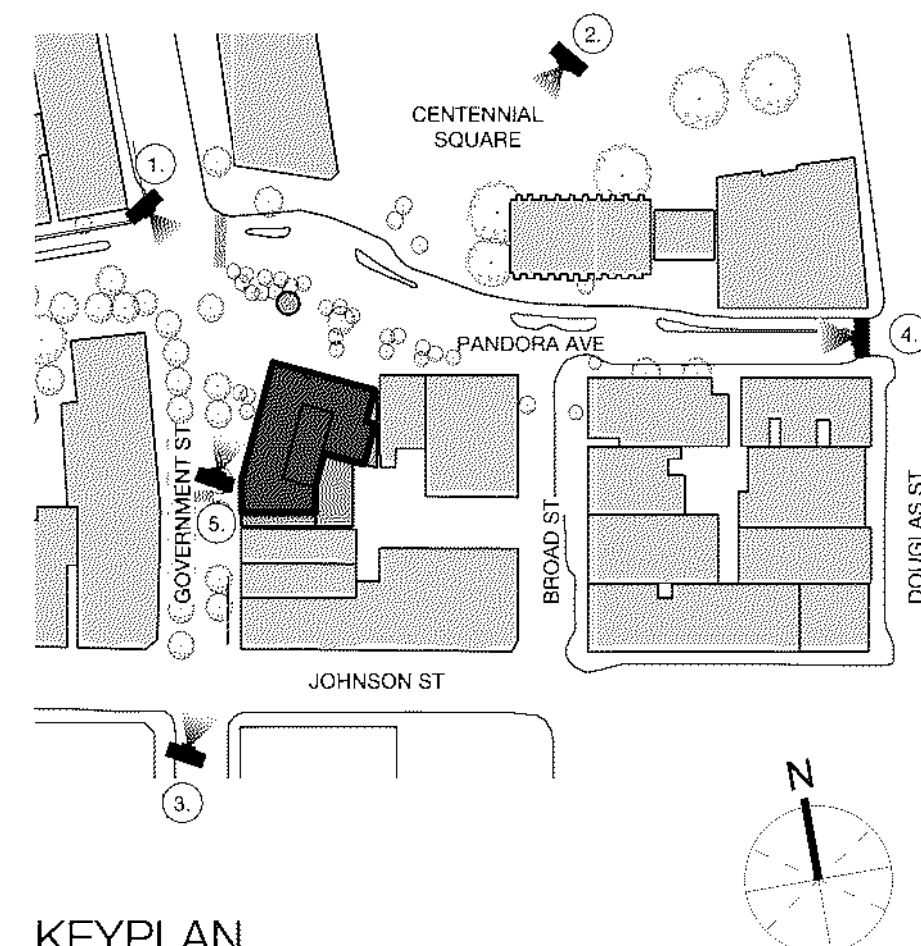 2.
CENTENNIAL
SQUARE
1.
4.
PANDORA AVE
GOVERNMENT ST
5.
BROAD ST
DOUGLAS ST
JOHNSON ST
3.
N
KEYPLAN